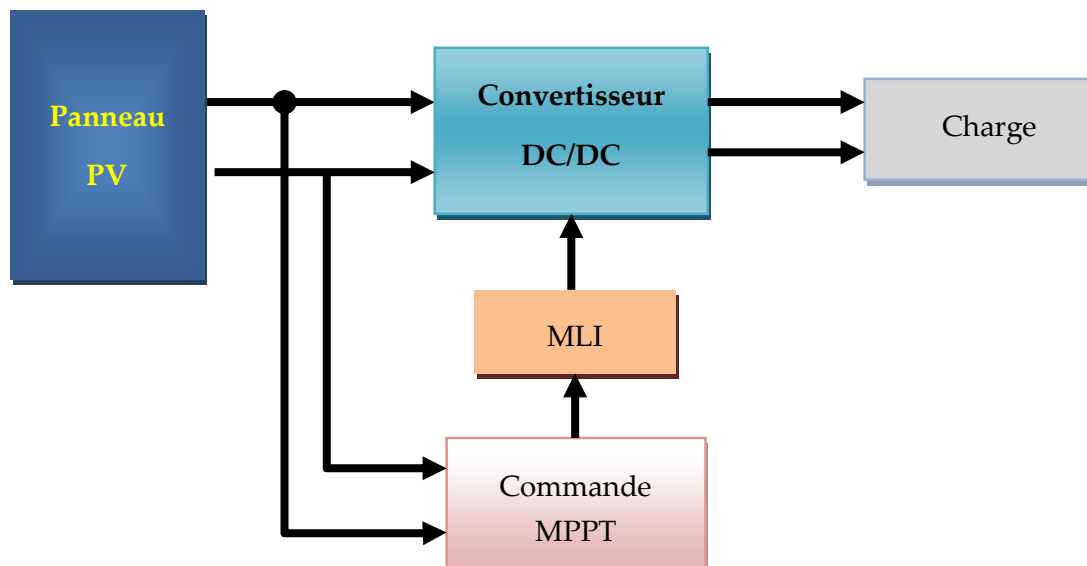 Panneau
PV
Convertisseur
DC/DC
Charge
MLI
Commande
MPPT